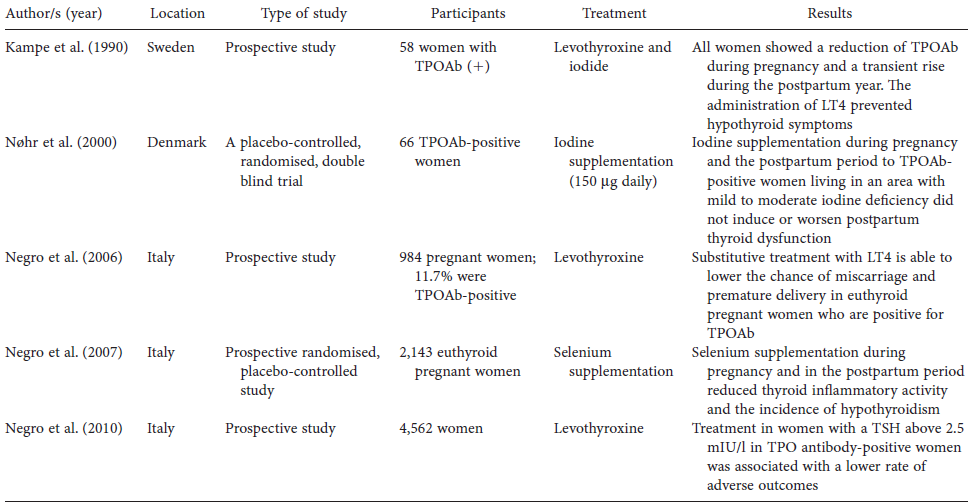 Author/s (year) Location Type of study Participants Treatment Results
Kampe et al. (1990) Sweden Prospective study 58 women with TPOAb (+) Levothyroxine and iodide All women showed a reduction of TPOAb during pregnancy and a transient rise during the postpartum year. The administration of LT4 prevented hypothyroid symptoms
Nøhr et al. (2000) Denmark A placebo-controlled, randomised, double blind trial 66 TPOAb-positive women Iodine supplementation (150 μg daily) Iodine supplementation during pregnancy and the postpartum period to TPOAb-positive women living in an area with mild to moderate iodine deficiency did not induce or worsen postpartum thyroid dysfunction
Negro et al. (2006) Italy Prospective study 984 pregnant women; 11.7% were TPOAb-positive Levothyroxine Substitutive treatment with LT4 is able to lower the chance of miscarriage and premature delivery in euthyroid pregnant women who are positive for TPOAb
Negro et al. (2007) Italy Prospective randomised, placebo-controlled study 2,143 euthyroid pregnant women Selenium supplementation Selenium supplementation during pregnancy and in the postpartum period reduced thyroid inflammatory activity and the incidence of hypothyroidism
Negro et al. (2010) Italy Prospective study 4,562 women Levothyroxine Treatment in women with a TSH above 2.5 mIU/l in TPO antibody-positive women was associated with a lower rate of adverse outcomes